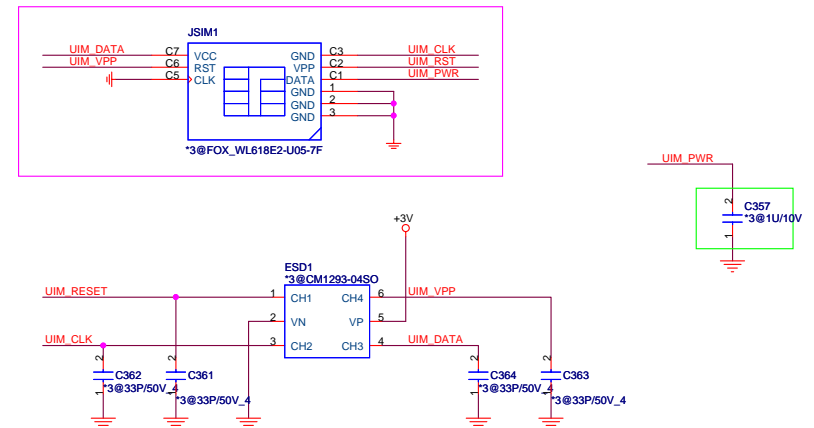 JSIM1
UIM_DATA C7 VCC GND C3 UIM_CLK
UIM_VPP C6 RST VPP C2 UIM_RST
C5 CLK DATA C1 UIM_PWR
GND 1
GND 2
GND 3
*3@FOX_WL618E2-U05-7F
UIM_PWR
2
C357
*3@1U/10V
1
+3V
ESD1
*3@CM1293-04SO
UIM_RESET 1 CH1 CH4 6 UIM_VPP
2 VN VP 5
UIM_CLK 3 CH2 CH3 4 UIM_DATA
2 2 2 2
C362 C361 C364 C363
*3@33P/50V_4 *3@33P/50V_4
1 1 1 1
*3@33P/50V_4 *3@33P/50V_4